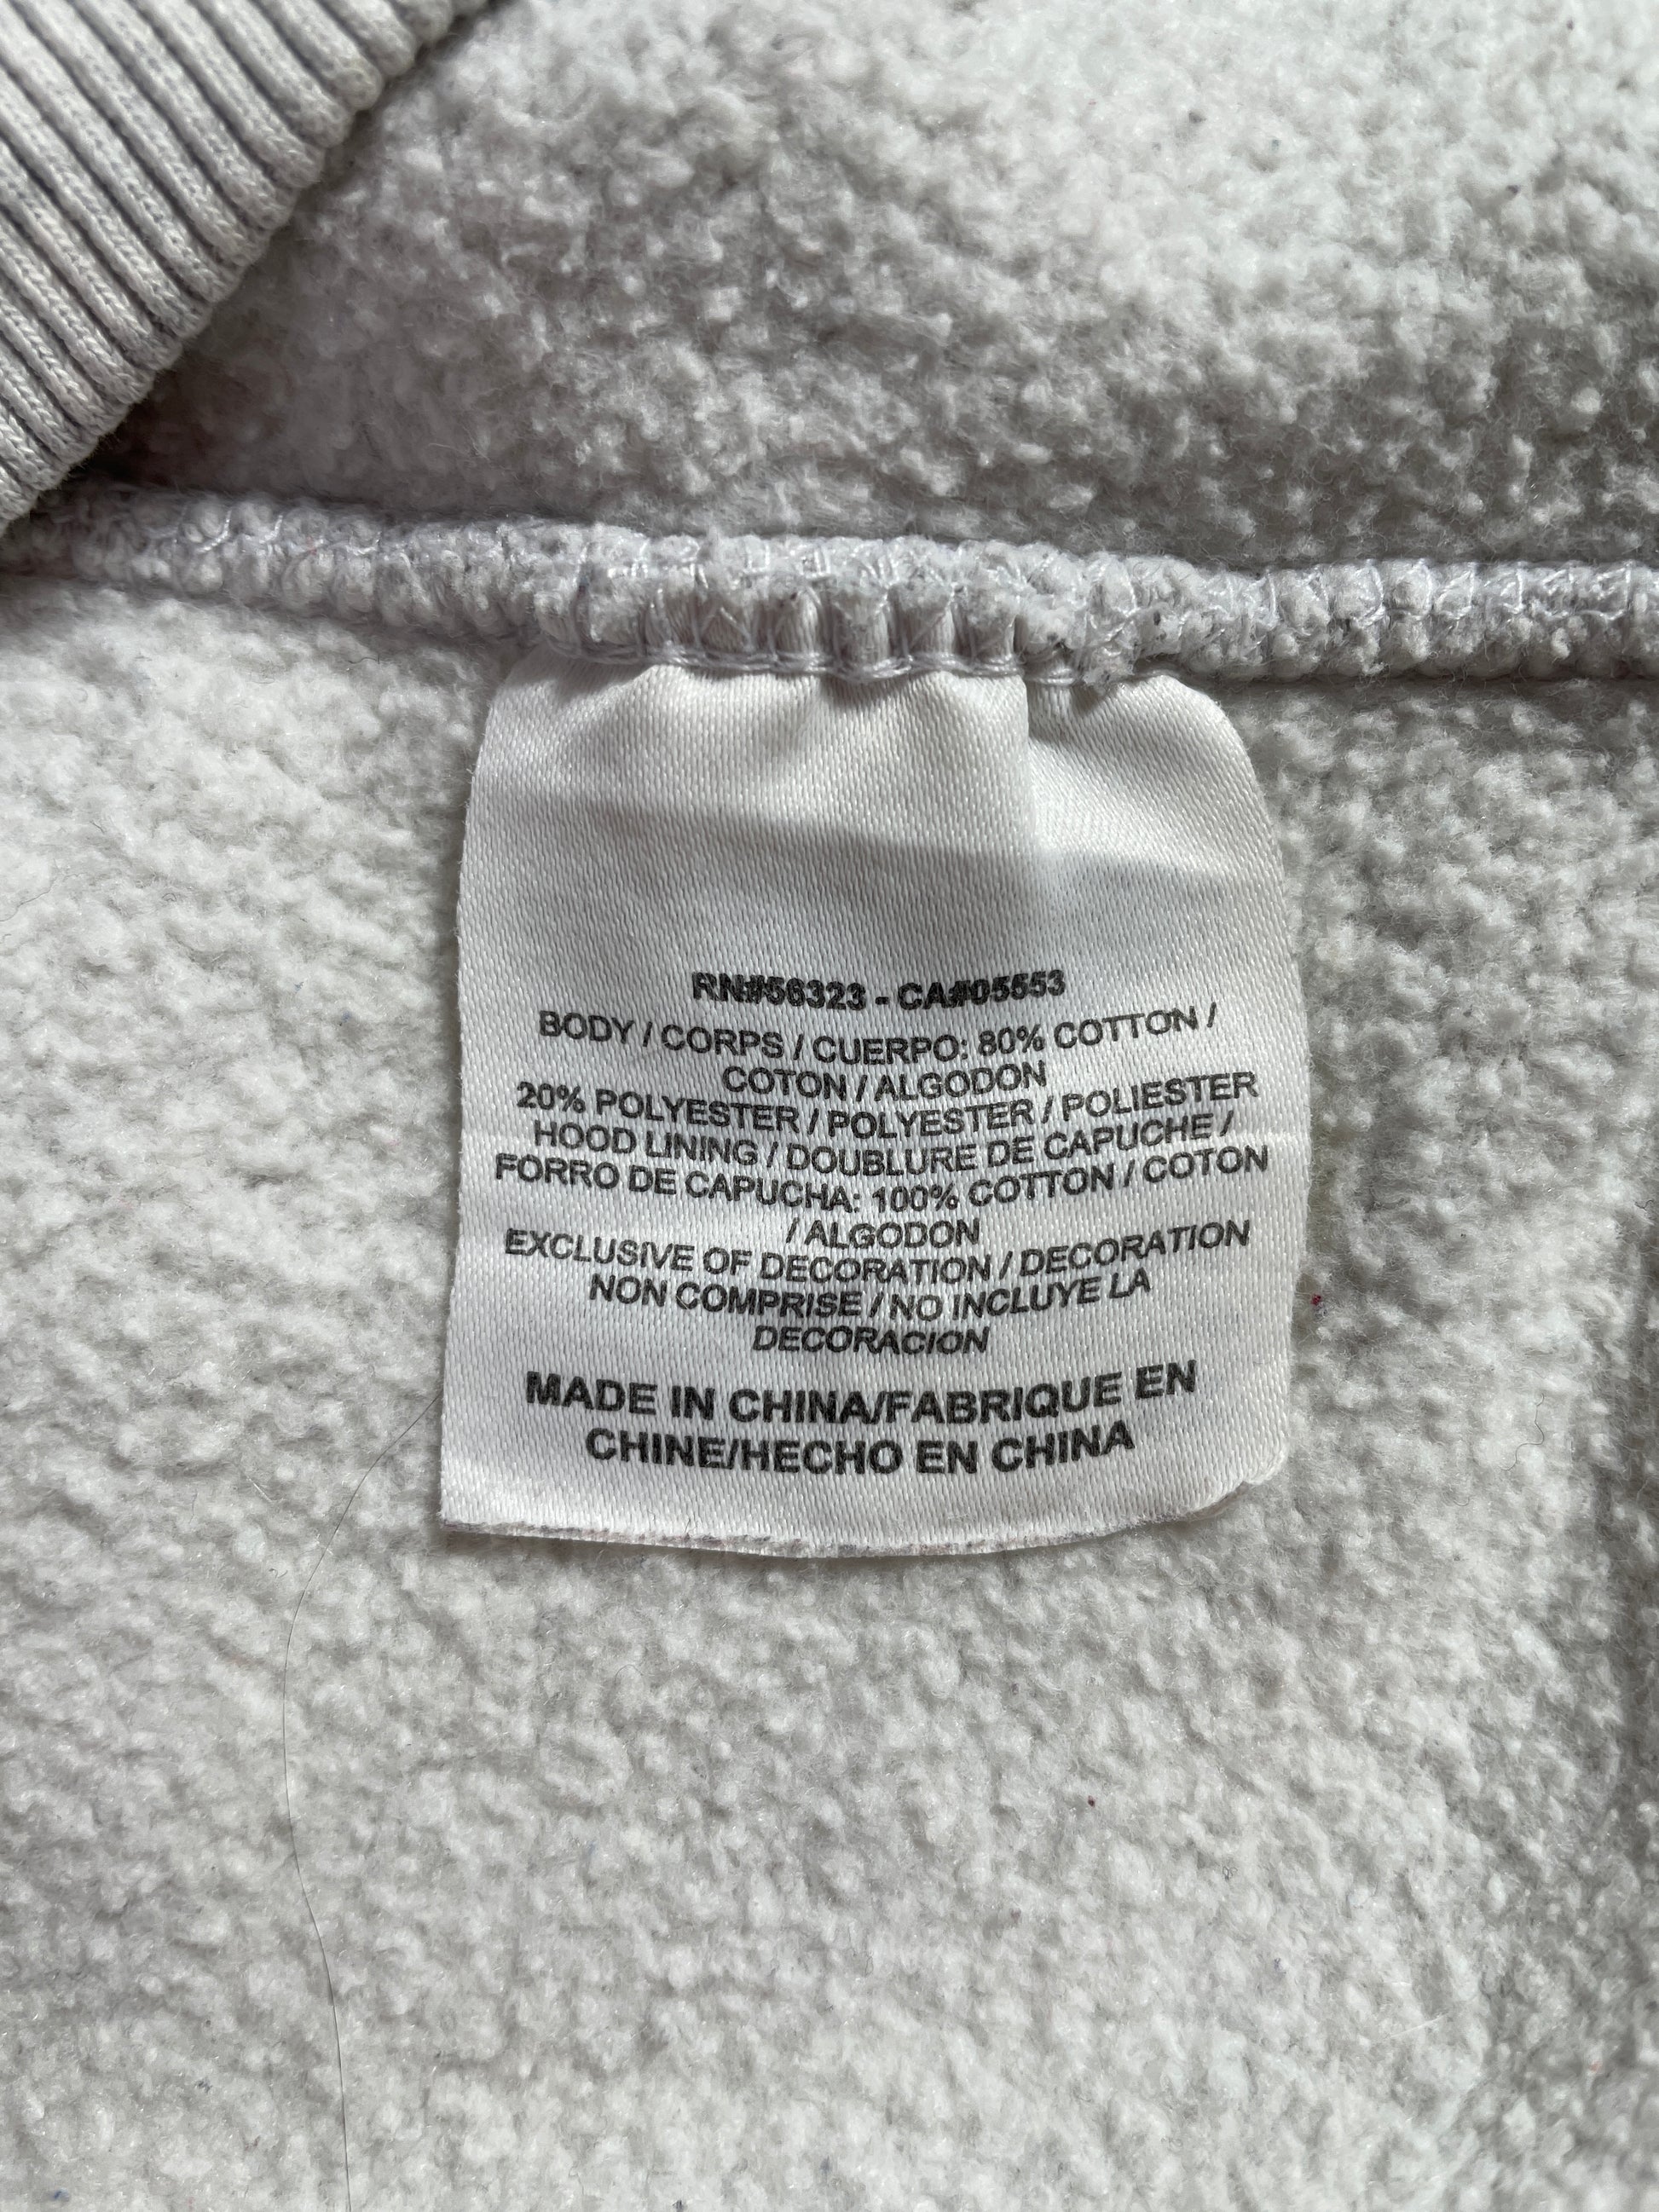 RN#56323 - CA#05553
BODY / CORPS / CUERPO: 80% COTTON /
COTON / ALGODON
20% POLYESTER / POLYESTER / POLIESTER
HOOD LINING / DOUBLURE DE CAPUCHE /
FORRO DE CAPUCHA: 100% COTTON / COTON
/ ALGODON
EXCLUSIVE OF DECORATION / DECORATION
NON COMPRISE / NO INCLUYE LA
DECORACION
MADE IN CHINA/FABRIQUE EN
CHINE/HECHO EN CHINA